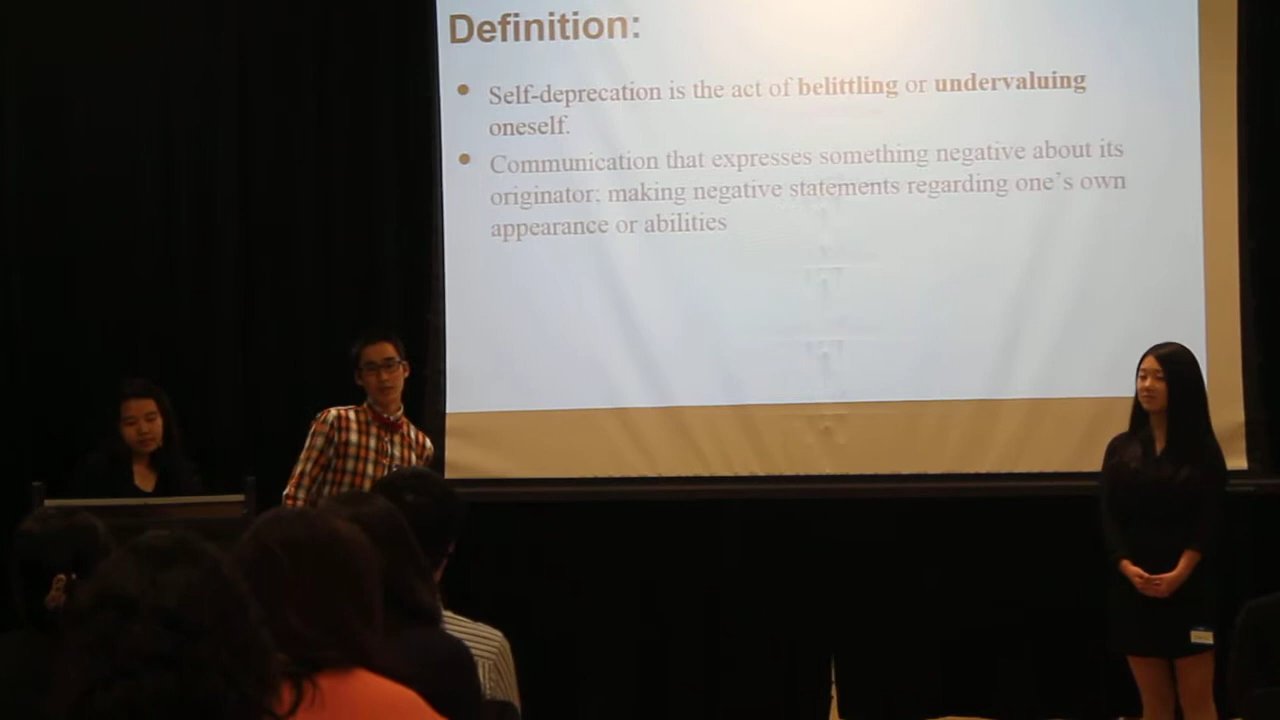 Definition:
Self-deprecation is the act of belittling or undervaluing
oneself.
Communication that expresses something negative about its
originator; making negative statements regarding one's own
appearance or abilities